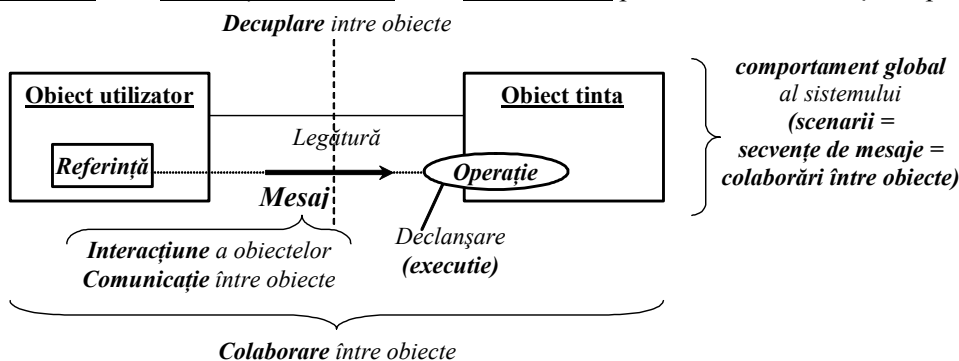 Decuplare între obiecte
Obiect utilizator
Obiect tinta
Legătură
Referință
Operație
Mesaj
Interacțiune a obiectelor
Comunicație între obiecte
Declanşare
(executie)
Colaborare între obiecte
comportament global
al sistemului
(scenarii =
secvențe de mesaje =
colaborări între obiecte)